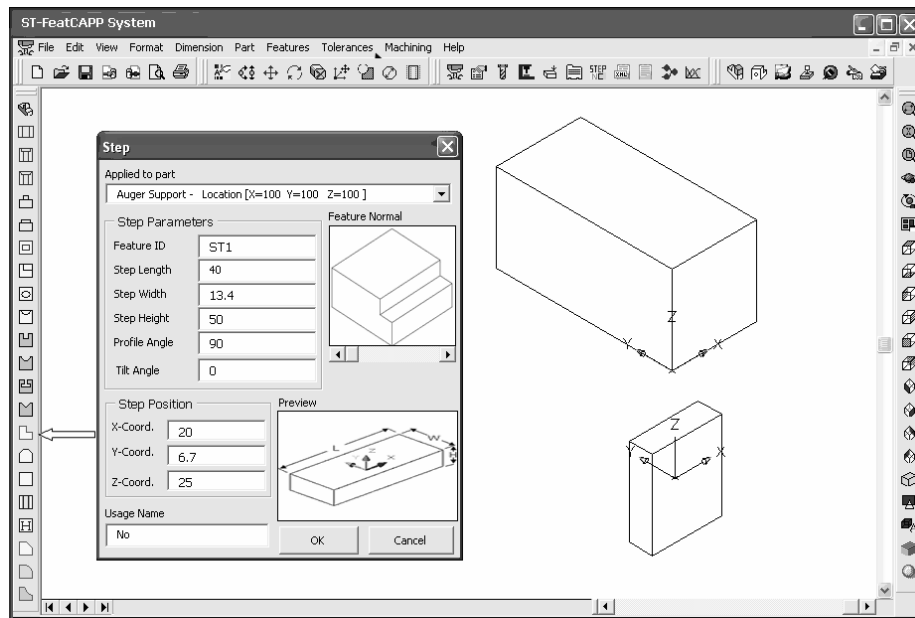 ST-FeatCAPP System
File Edit View Format Dimension Part Features Tolerances Machining Help
STEP
NC
XML
Step
Applied to part
Auger Support - Location [X=100 Y=100 Z=100 ]
Step Parameters
Feature Normal
Feature ID ST1
Step Length 40
Step Width 13.4
Step Height 50
Profile Angle 90
Tilt Angle 0
Step Position
Preview
X-Coord. 20
Y-Coord. 6.7
Z-Coord. 25
L W H
Y Z X
Usage Name
No
OK Cancel
Z
Y X
Z
Y X